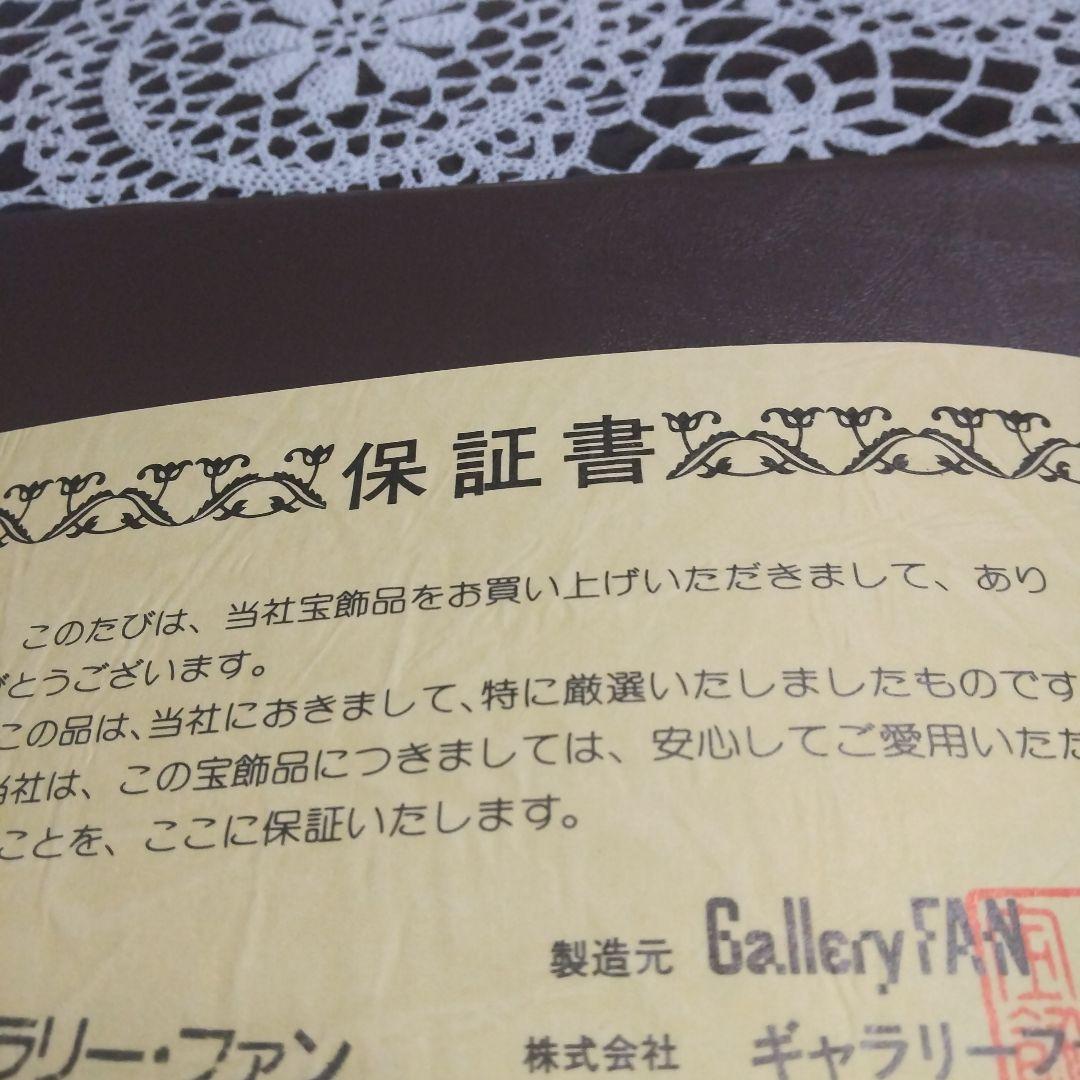 保証書
このたびは、当社宝飾品をお買い上げいただきまして、あり
がとうございます。
この品は、当社におきまして、特に厳選いたしましたものです
当社は、この宝飾品につきましては、安心してご愛用いただ
ことを、ここに保証いたします。
製造元 Gallery FAN
ラリー・ファン 株式会社 ギャラリーフ